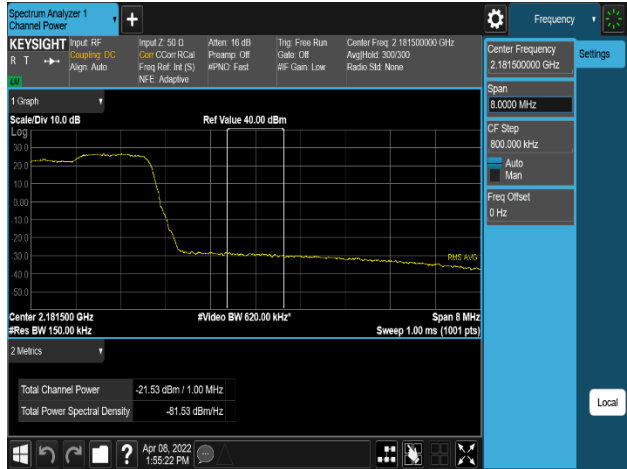 Spectrum Analyzer 1
Channel Power
Frequency
KEYSIGHT
R T
LNI
Input: RF
Coupling: DC
Align: Auto
Input Z: 50 Ω
Corr CCorr RCal
Freq Ref: Int (S)
NFE: Adaptive
Atten: 16 dB
Preamp: Off
#PNO: Fast
Trig: Free Run
Gate: Off
#IF Gain: Low
Center Freq: 2.181500000 GHz
Avg|Hold: 300/300
Radio Std: None
Center Frequency
2.181500000 GHz
Settings
Span
8.0000 MHz
CF Step
800.000 kHz
Auto
Man
Freq Offset
0 Hz
1 Graph
Scale/Div 10.0 dB
Ref Value 40.00 dBm
Log
30.0
20.0
10.0
0.00
-10.0
-20.0
-30.0
-40.0
-50.0
RMS AVG
Center 2.181500 GHz
#Video BW 620.00 kHz*
Span 8 MHz
#Res BW 150.00 kHz
Sweep 1.00 ms (1001 pts)
2 Metrics
Total Channel Power
-21.53 dBm / 1.00 MHz
Total Power Spectral Density
-81.53 dBm/Hz
Local
?
Apr 08, 2022
1:55:22 PM